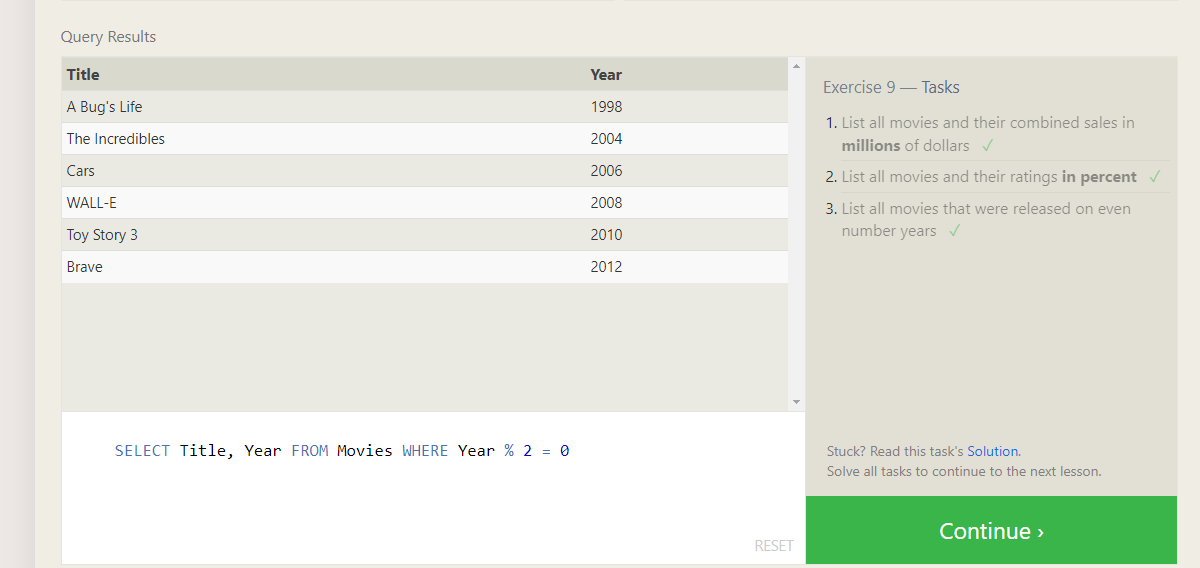 Query Results
Title Year
A Bug's Life 1998
The Incredibles 2004
Cars 2006
WALL-E 2008
Toy Story 3 2010
Brave 2012
SELECT Title, Year FROM Movies WHERE Year % 2 = 0
RESET
Exercise 9 — Tasks
1. List all movies and their combined sales in
millions of dollars ✓
2. List all movies and their ratings in percent ✓
3. List all movies that were released on even
number years ✓
Stuck? Read this task's Solution.
Solve all tasks to continue to the next lesson.
Continue ›